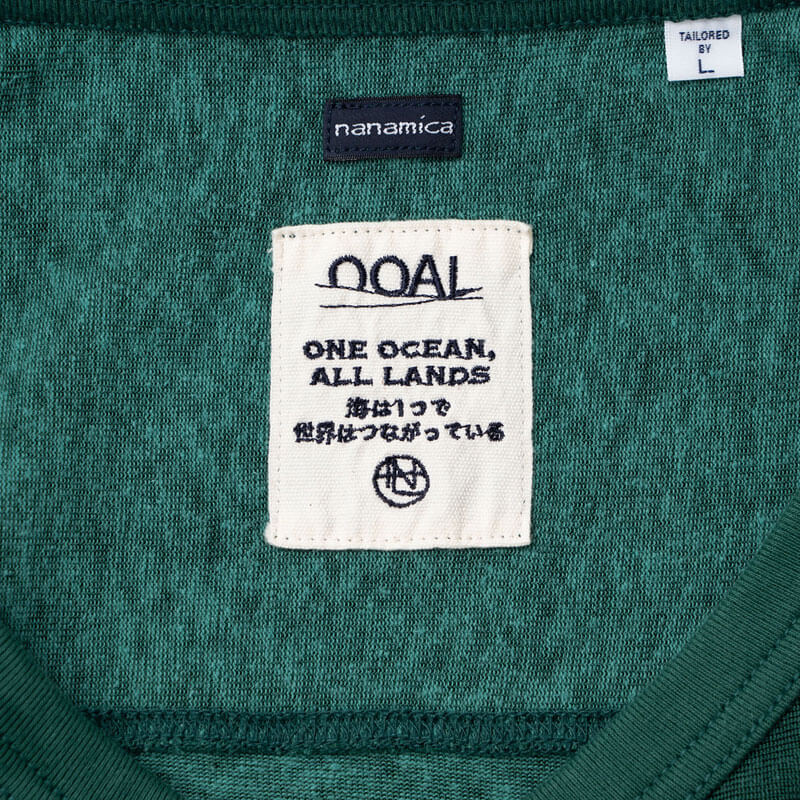 TAILORED
BY
L
nanamica
OOAL
ONE OCEAN,
ALL LANDS
海は1つで
世界はつながっている
N